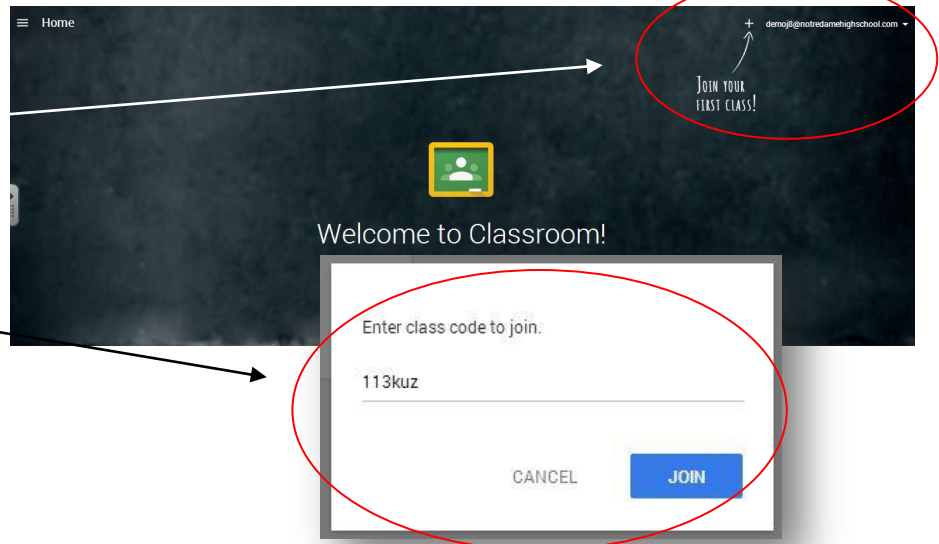 Home
+ demoj8@notredamehighschool.com
JOIN YOUR
FIRST CLASS!
Welcome to Classroom!
Enter class code to join.
113kuz
CANCEL JOIN